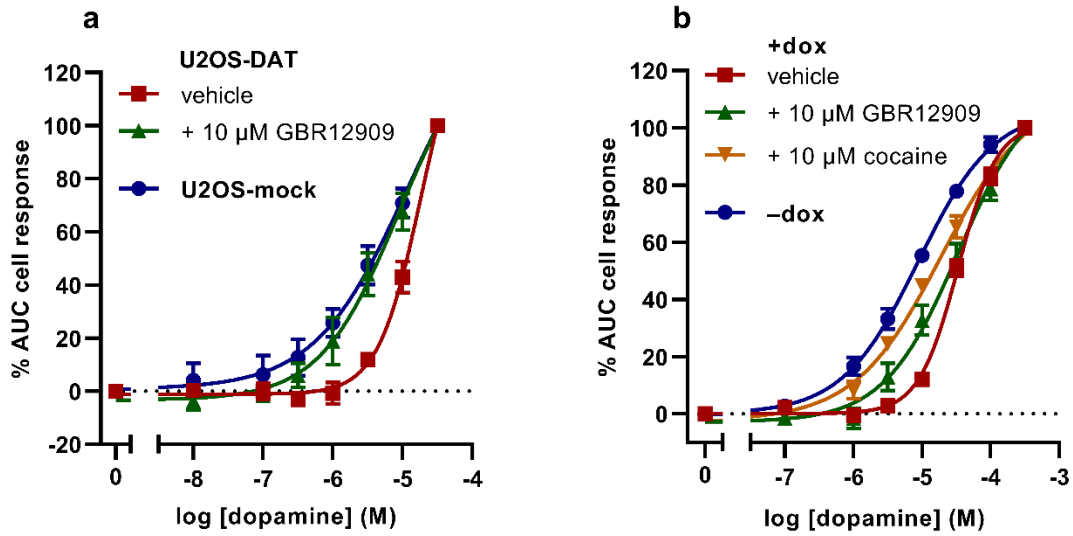 a
U2OS-DAT
vehicle
+ 10 µM GBR12909
U2OS-mock
% AUC cell response
120
100
80
60
40
20
0
-20
0
-8
-7
-6
-5
-4
log [dopamine] (M)
b
+dox
vehicle
+ 10 µM GBR12909
+ 10 µM cocaine
–dox
% AUC cell response
120
100
80
60
40
20
0
0
-7
-6
-5
-4
-3
log [dopamine] (M)